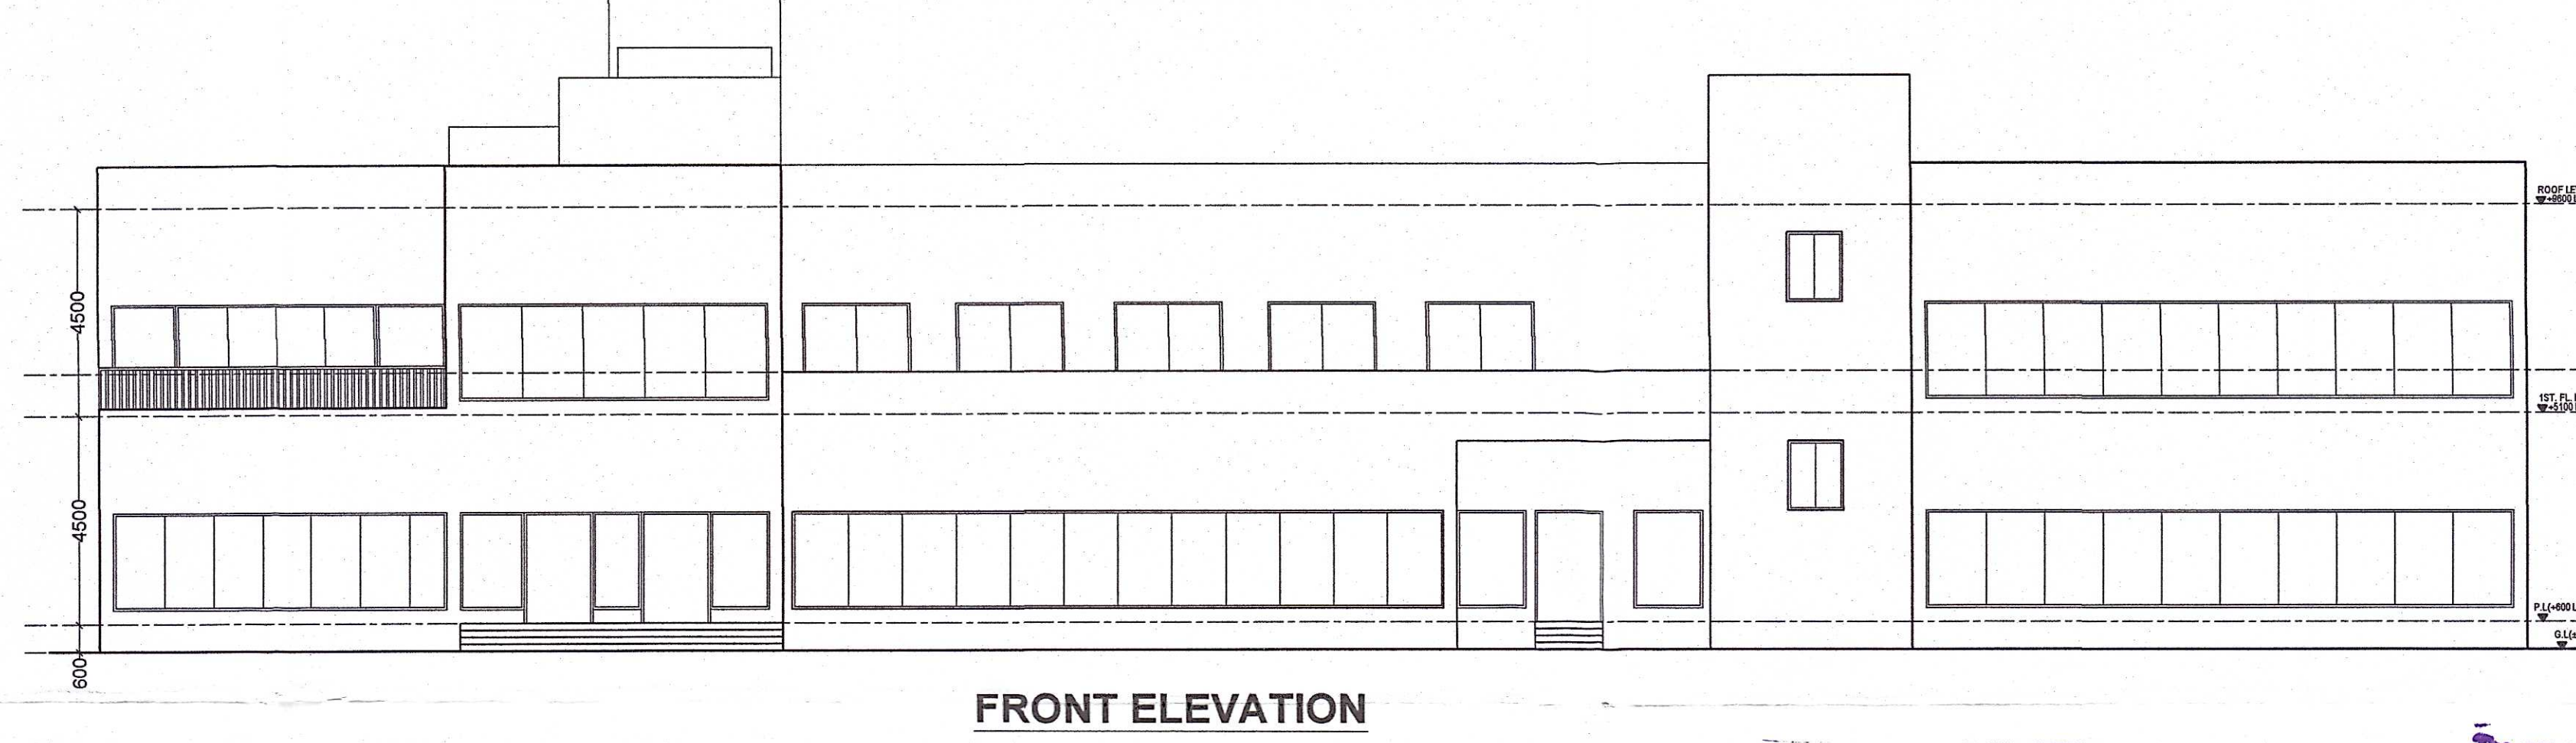 ROOF LE
+9600 L
4500
1ST. FL.
+5100
4500
P.L(+600 L
G.L(±
600
FRONT ELEVATION